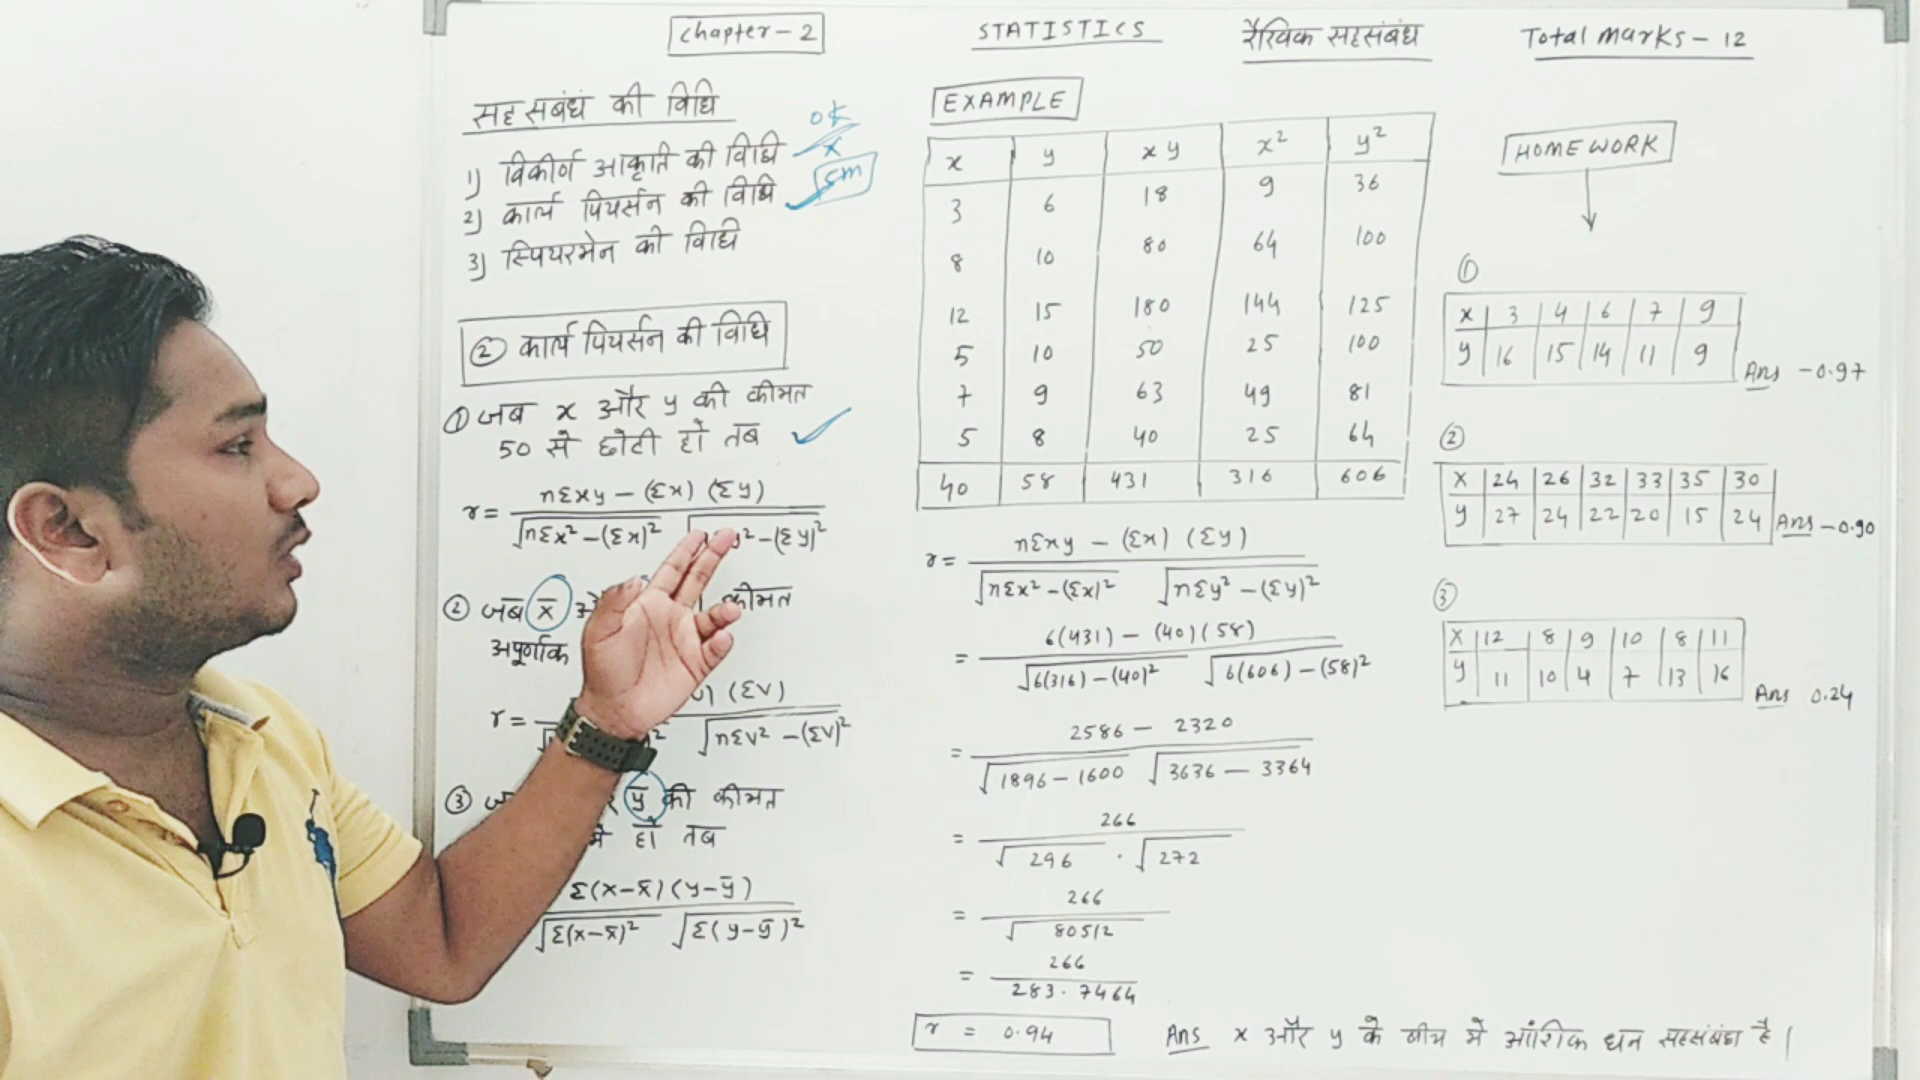 Chapter - 2
STATISTICS
रैखिक सहसंबंध
Total Marks - 12
सहसबंधं की विधि
1) विकीर्ण आकृति की विधि
ok
x
2) कार्ल पियर्सन की विधि
5m
3) स्पियरमेन की विधि
② कार्ल पियर्सन की विधि
① जब x और y की कीमत
50 से छोटी हो तब
r = nΣxy - (Σx) (Σy)
√nΣx² - (Σx)² y² - (Σy)²
② जब x̄ की कीमत
अपूर्णांक
r = (ΣV)
√nΣV² - (ΣV)²
③ ȳ की कीमत
में हो तब
Σ(x-x̄) (y-ȳ)
√Σ(x-x̄)² √Σ(y-ȳ)²
EXAMPLE
x y xy x² y²
3 6 18 9 36
8 10 80 64 100
12 15 180 144 125
5 10 50 25 100
7 9 63 49 81
5 8 40 25 64
40 58 431 316 606
r = nΣxy - (Σx) (Σy)
√nΣx² - (Σx)² √nΣy² - (Σy)²
= 6(431) - (40)(58)
√6(316) - (40)² √6(606) - (58)²
= 2586 - 2320
√1896 - 1600 √3636 - 3364
= 266
√296 · √272
= 266
√80512
= 266
283.7464
r = 0.94
Ans x और y के बीच में आंशिक धन सहसंबंध है |
HOMEWORK
①
x 3 4 6 7 9
y 16 15 14 11 9
Ans -0.97
②
x 24 26 32 33 35 30
y 27 24 22 20 15 24
Ans -0.90
③
x 12 8 9 10 8 11
y 11 10 4 7 13 16
Ans 0.24